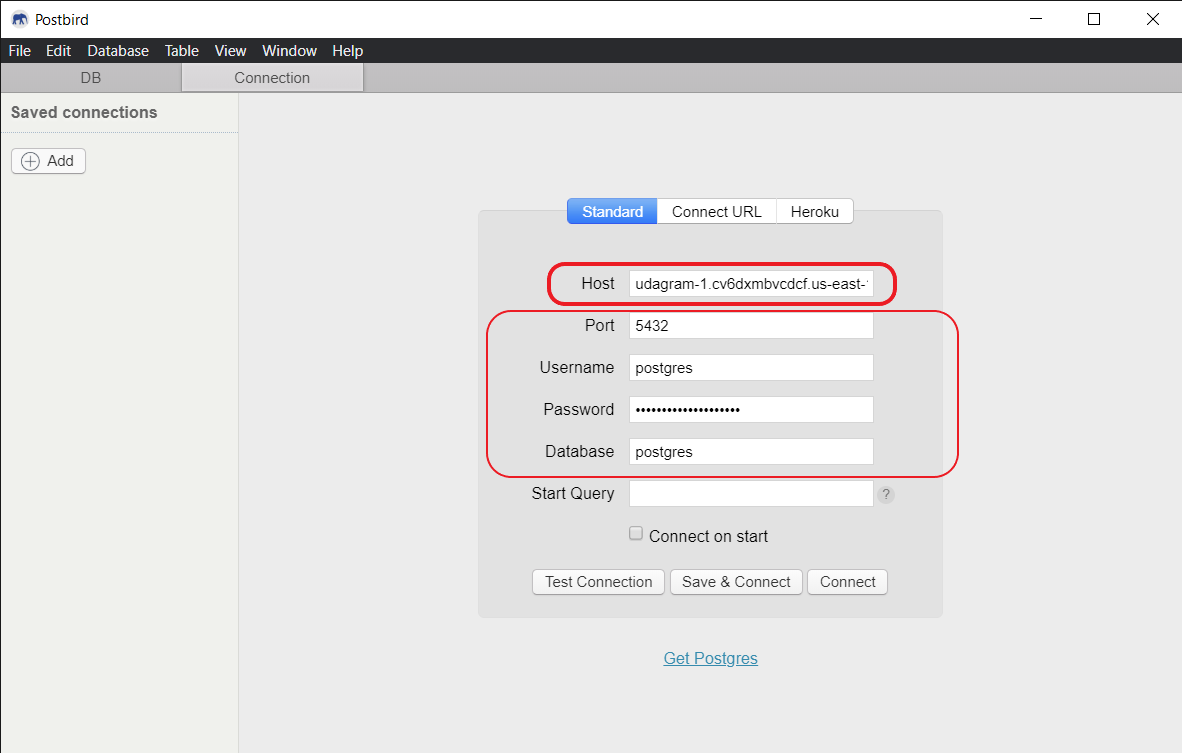 Postbird
File Edit Database Table View Window Help
DB Connection
Saved connections
Add
Standard Connect URL Heroku
Host udagram-1.cv6dxmbvcdcf.us-east-
Port 5432
Username postgres
Password ••••••••••••••••••••
Database postgres
Start Query ?
Connect on start
Test Connection Save & Connect Connect
Get Postgres